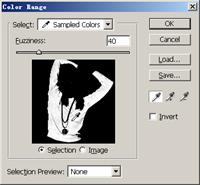 Color Range
Select: Sampled Colors
OK
Fuzziness: 40
Cancel
Load...
Save...
Invert
Selection Image
Selection Preview: None